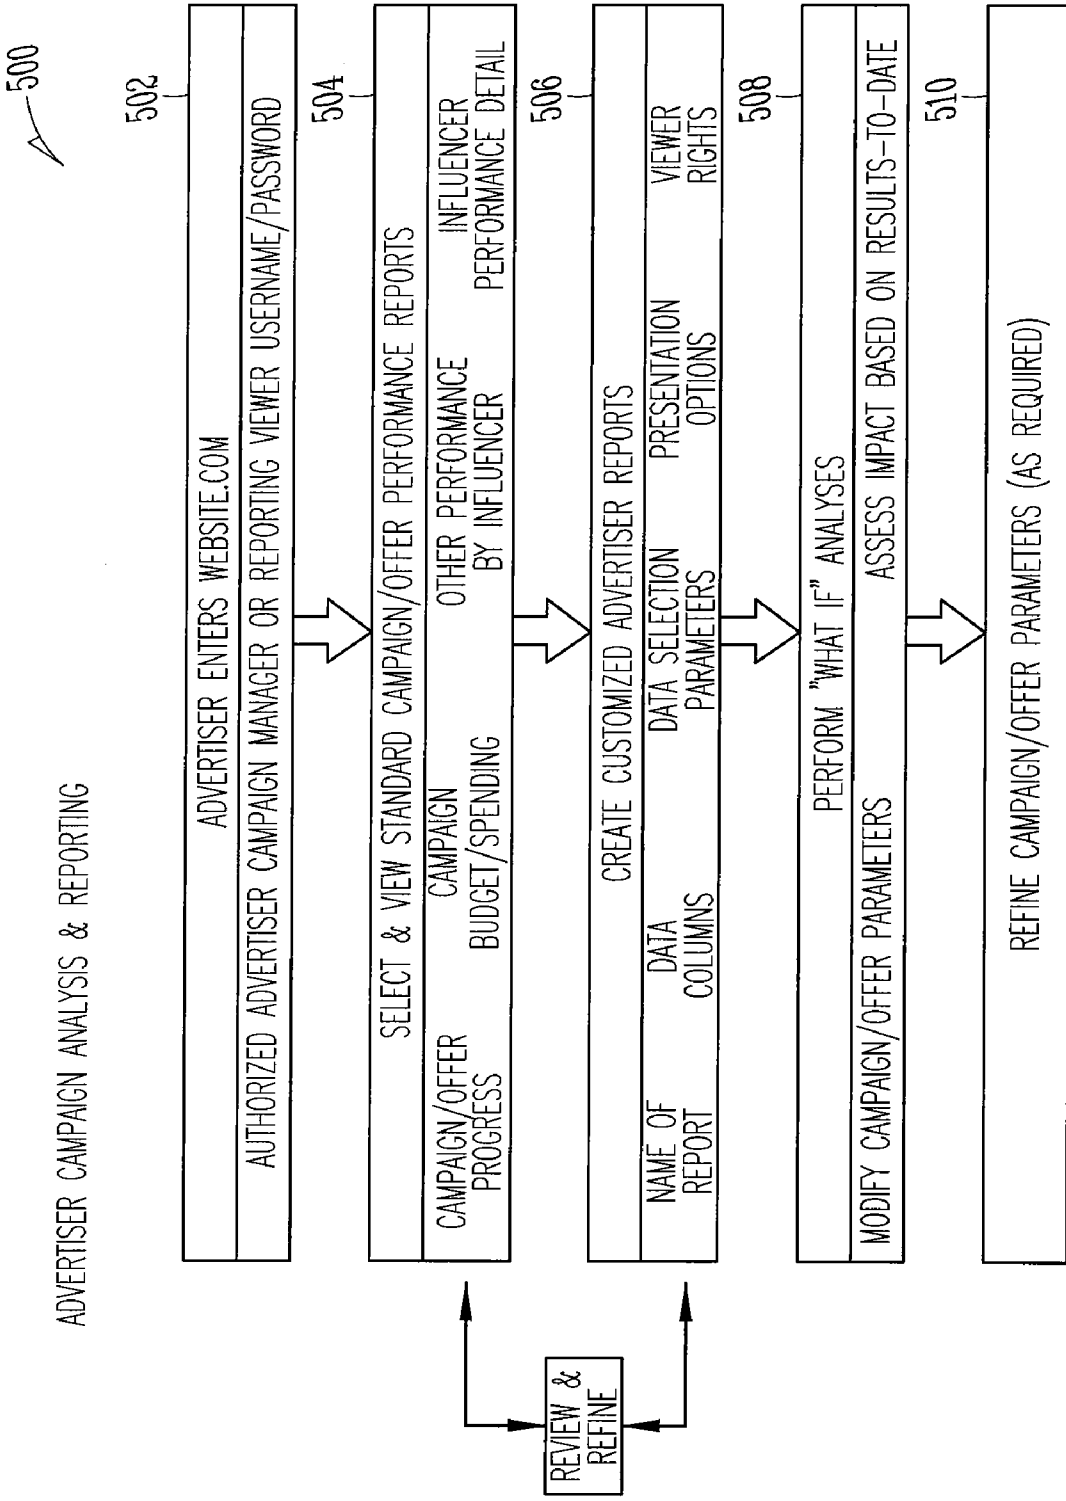 ADVERTISER CAMPAIGN ANALYSIS & REPORTING
500
502
ADVERTISER ENTERS WEBSITE.COM
AUTHORIZED ADVERTISER CAMPAIGN MANAGER OR REPORTING VIEWER USERNAME/PASSWORD
504
SELECT & VIEW STANDARD CAMPAIGN/OFFER PERFORMANCE REPORTS
CAMPAIGN/OFFER
PROGRESS
CAMPAIGN
BUDGET/SPENDING
OTHER PERFORMANCE
BY INFLUENCER
INFLUENCER
PERFORMANCE DETAIL
REVIEW &
REFINE
506
CREATE CUSTOMIZED ADVERTISER REPORTS
NAME OF
REPORT
DATA
COLUMNS
DATA SELECTION
PARAMETERS
PRESENTATION
OPTIONS
VIEWER
RIGHTS
508
PERFORM "WHAT IF" ANALYSES
MODIFY CAMPAIGN/OFFER PARAMETERS
ASSESS IMPACT BASED ON RESULTS-TO-DATE
510
REFINE CAMPAIGN/OFFER PARAMETERS (AS REQUIRED)